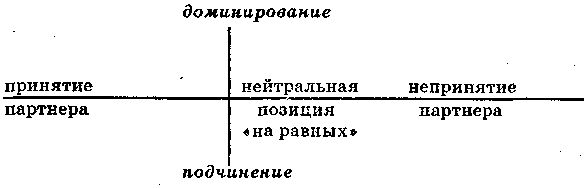 доминирование
принятие нейтральная непринятие
партнера позиция партнера
«на равных»
подчинение